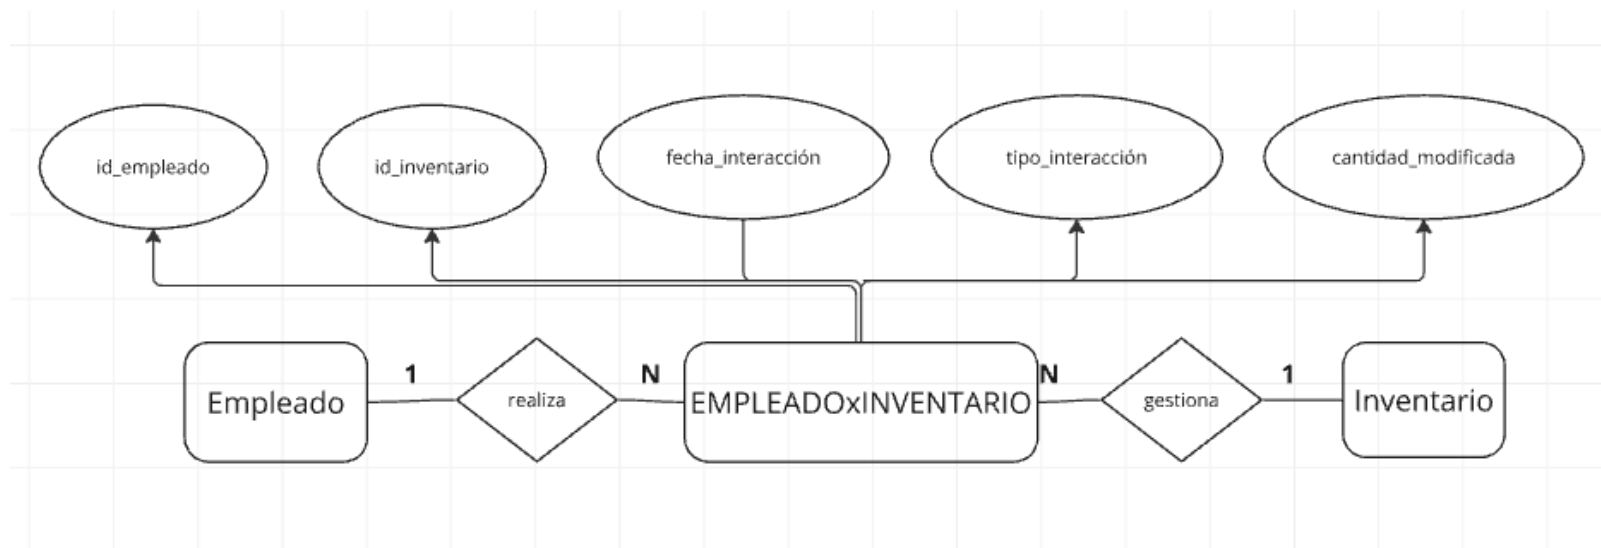 id_empleado
id_inventario
fecha_interacción
tipo_interacción
cantidad_modificada
Empleado
1
realiza
N
EMPLEADOxINVENTARIO
N
gestiona
1
Inventario